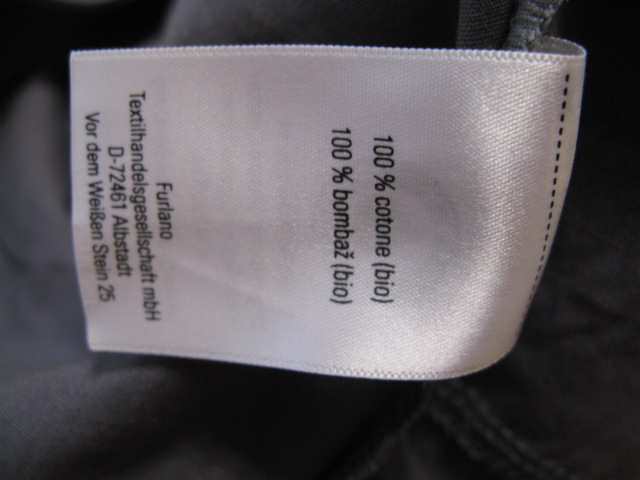 100 % cotone (bio)
100 % bombaž (bio)
Furlano
Textilhandelsgesellschaft mbH
D-72461 Albstadt
Vor dem Weißen Stein 25